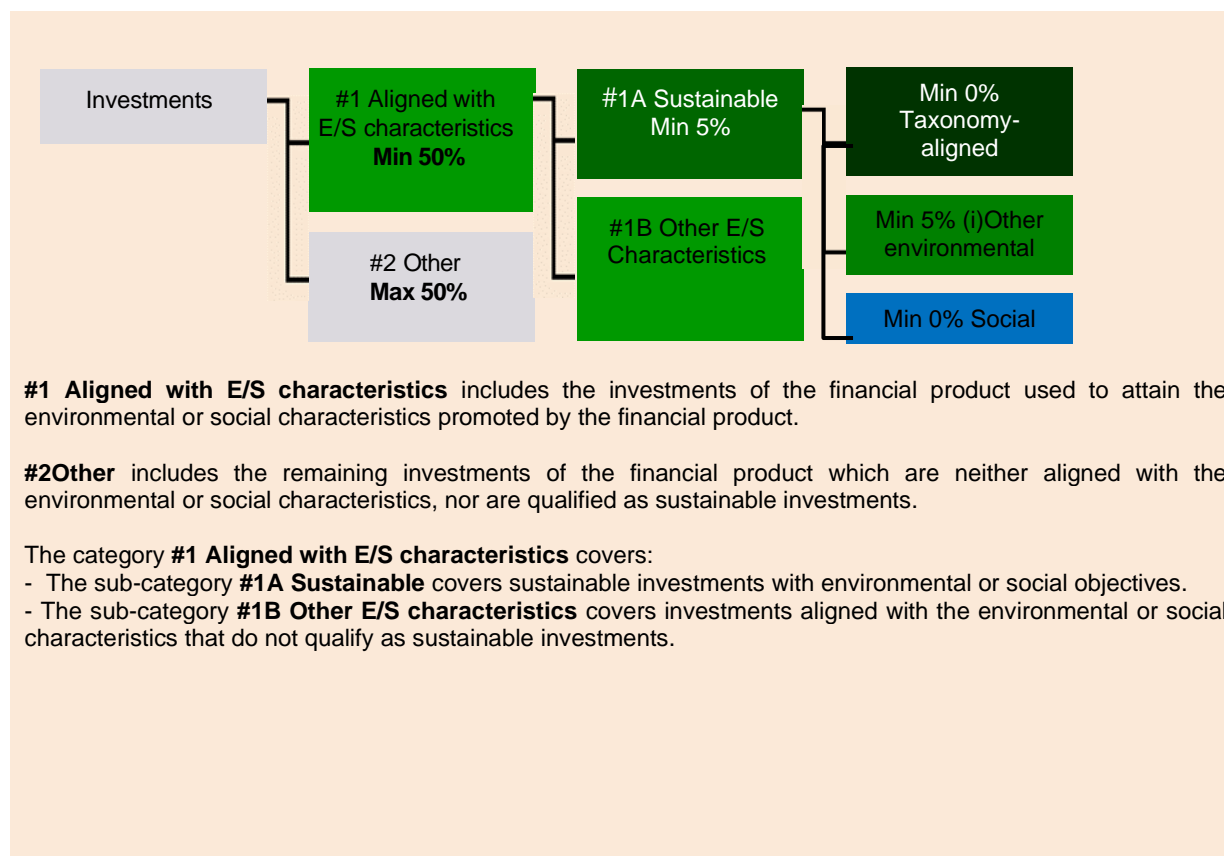 Investments
#1 Aligned with
E/S characteristics
Min 50%
#2 Other
Max 50%
#1A Sustainable
Min 5%
#1B Other E/S
Characteristics
Min 0%
Taxonomy-
aligned
Min 5% (i)Other
environmental
Min 0% Social
#1 Aligned with E/S characteristics includes the investments of the financial product used to attain the
environmental or social characteristics promoted by the financial product.
#2Other includes the remaining investments of the financial product which are neither aligned with the
environmental or social characteristics, nor are qualified as sustainable investments.
The category #1 Aligned with E/S characteristics covers:
- The sub-category #1A Sustainable covers sustainable investments with environmental or social objectives.
- The sub-category #1B Other E/S characteristics covers investments aligned with the environmental or social
characteristics that do not qualify as sustainable investments.